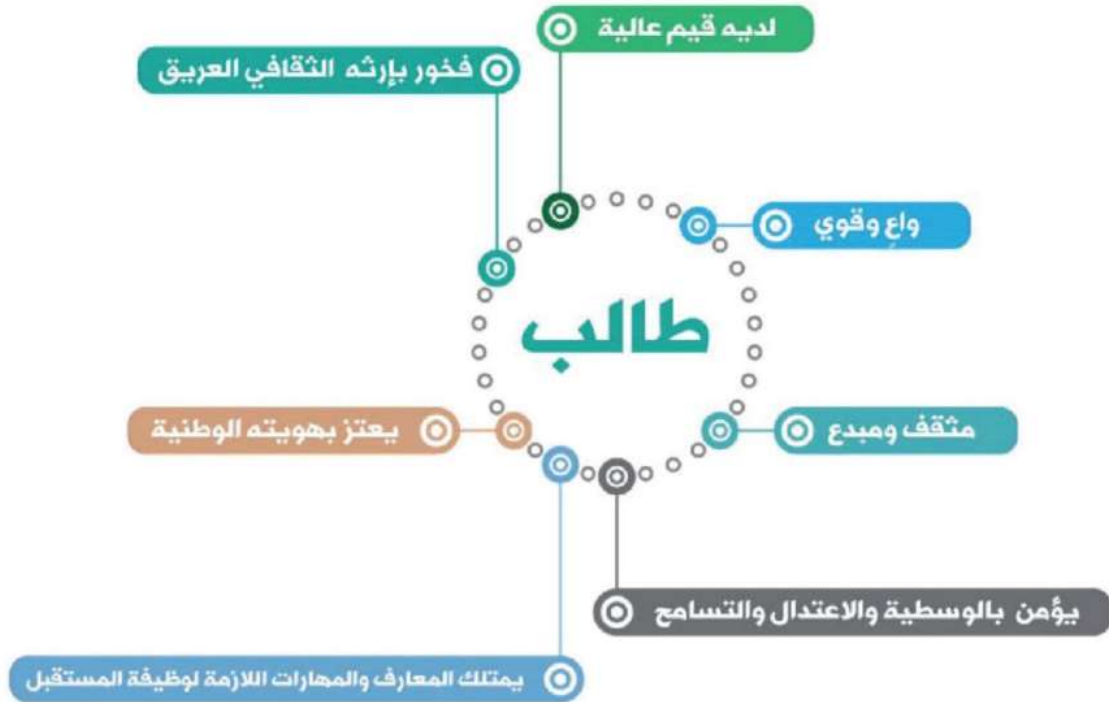 لديه قيم عالية
فخور بإرثه الثقافي العريق
واعٍ وقوي
طالب
يعتز بهويته الوطنية
مثقف ومبدع
يؤمن بالوسطية والاعتدال والتسامح
يمتلك المعارف والمهارات اللازمة لوظيفة المستقبل